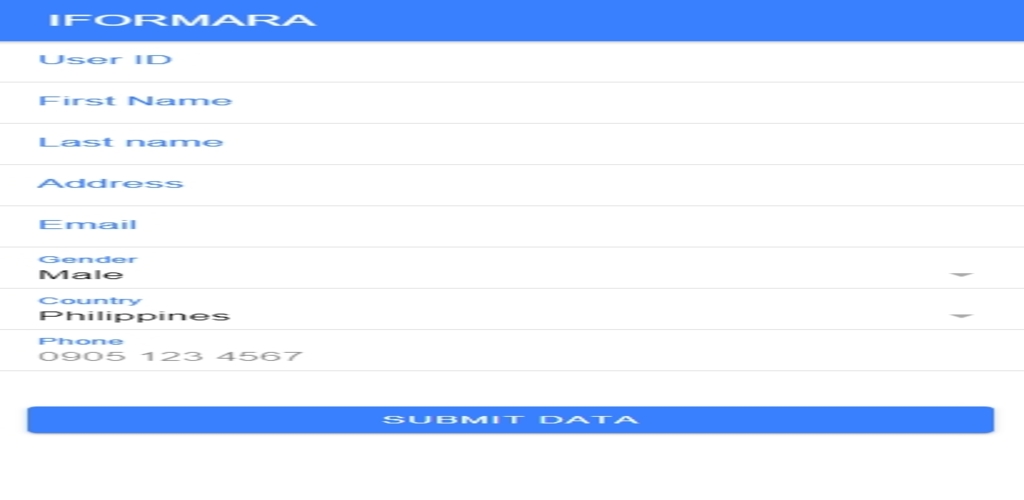 IFORMARA
User ID
First Name
Last name
Address
Email
Gender
Male
Country
Philippines
Phone
0905 123 4567
SUBMIT DATA